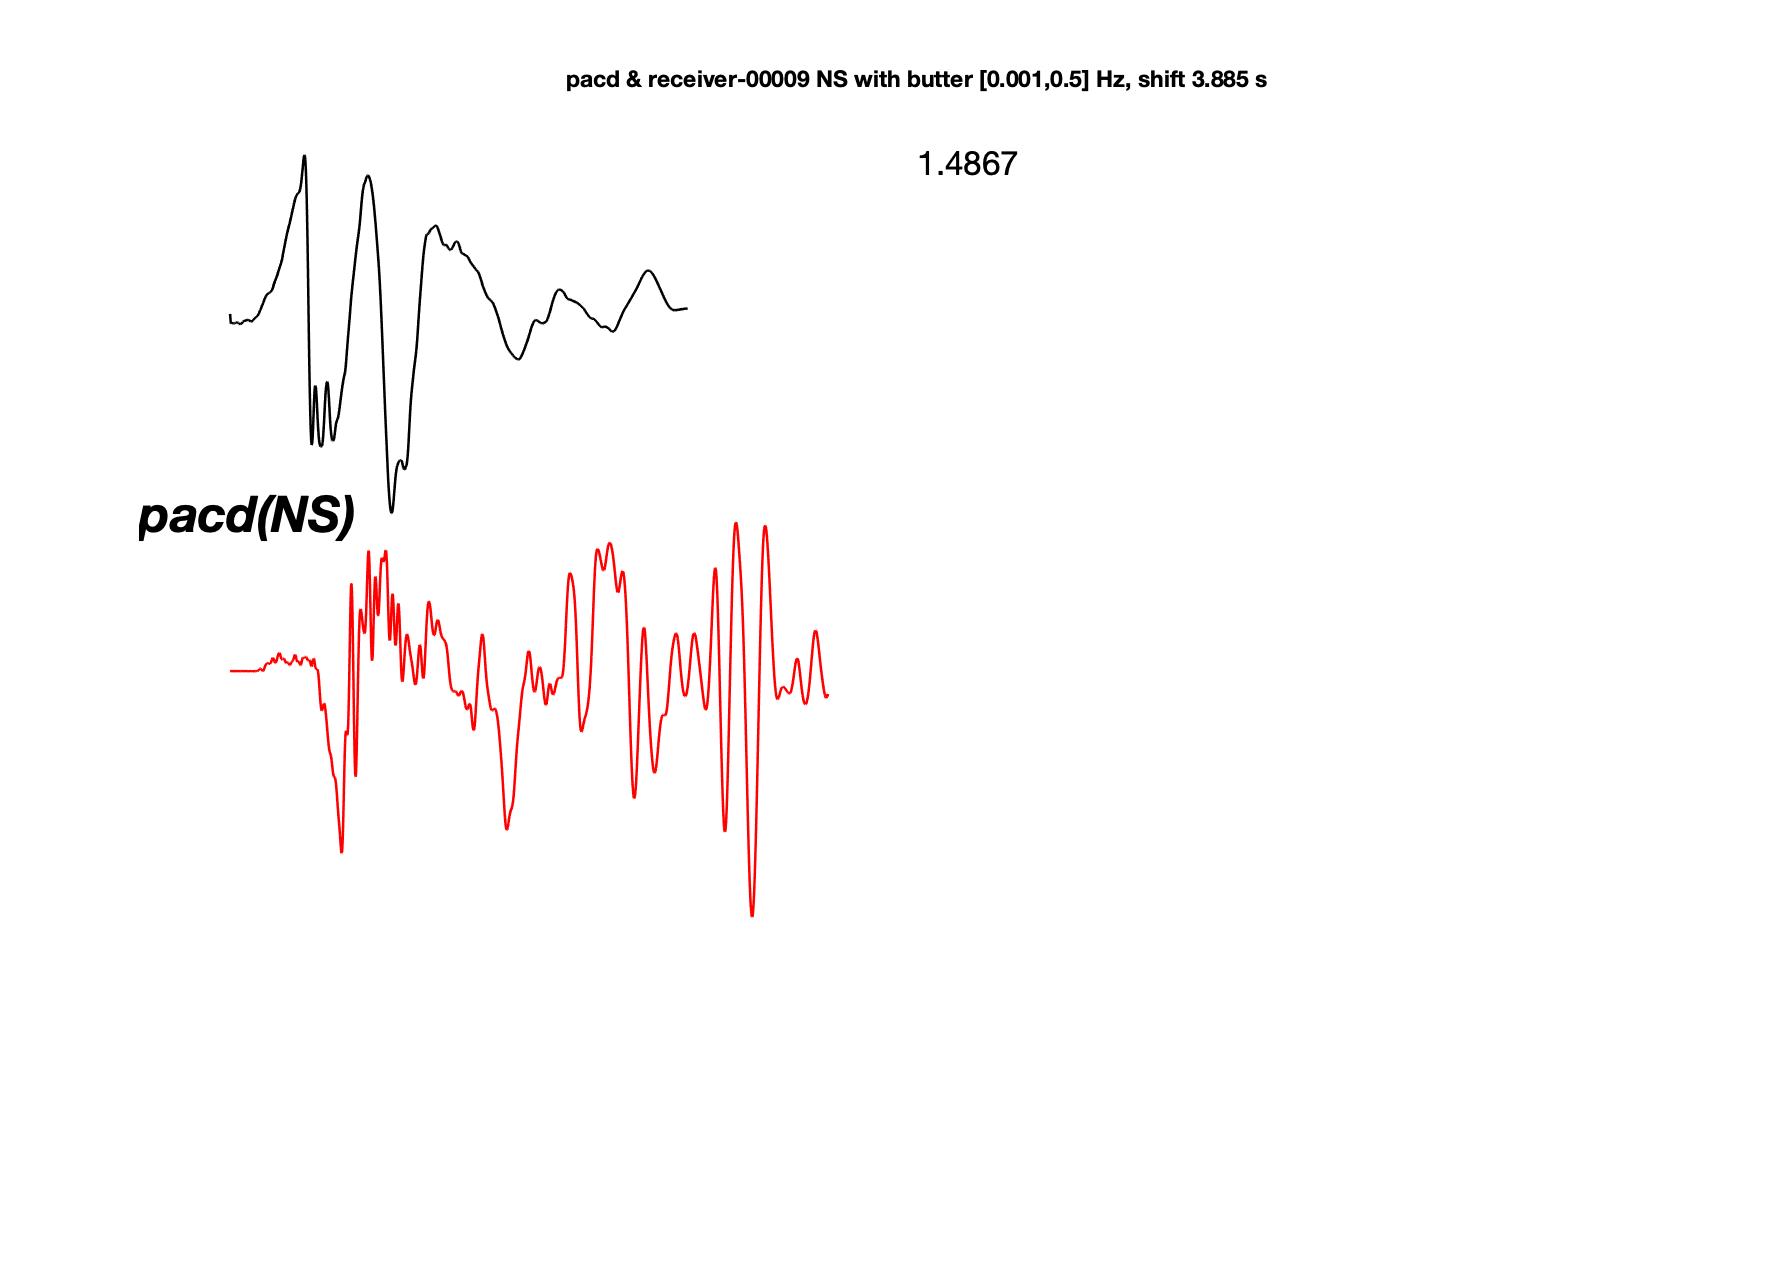 pacd & receiver-00009 NS with butter [0.001,0.5] Hz, shift 3.885 s
1.4867
pacd(NS)